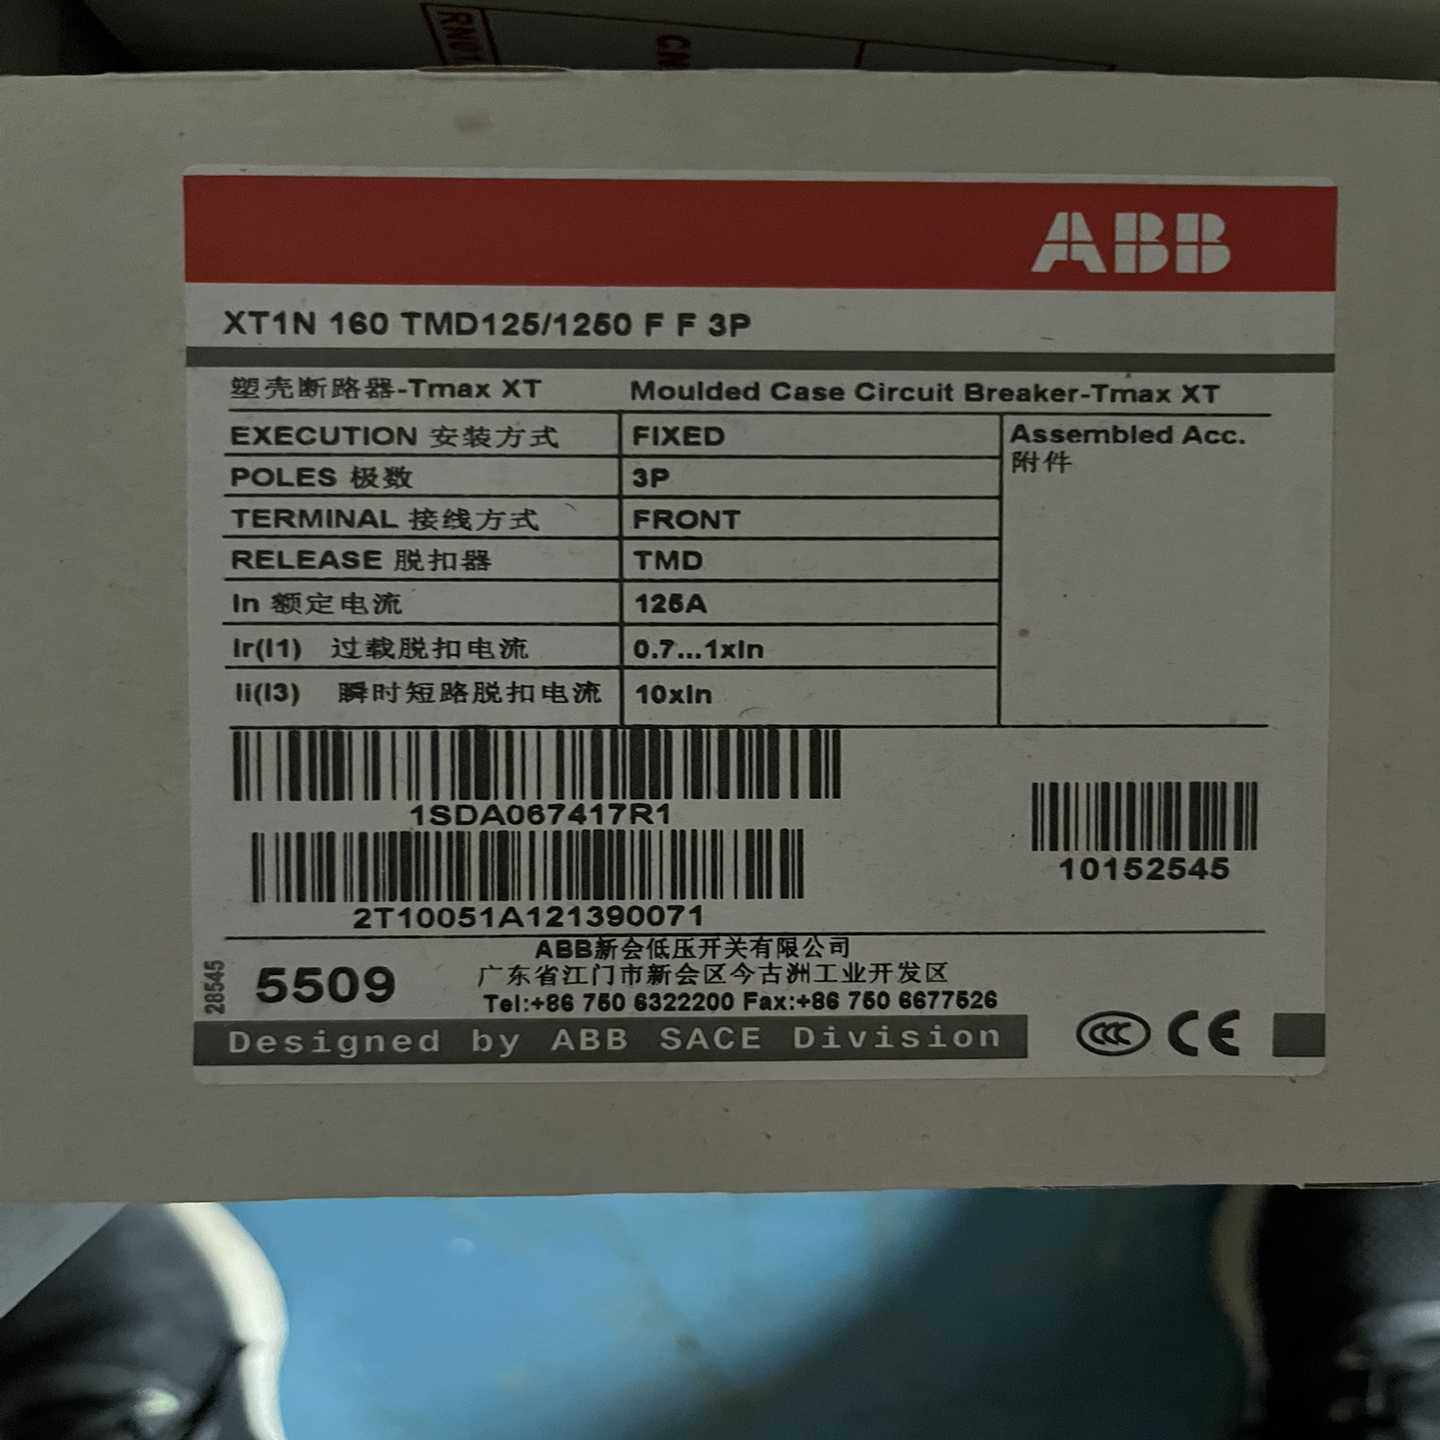 RN01
CN
ABB
XT1N 160 TMD125/1250 F F 3P
塑壳断路器-Tmax XT Moulded Case Circuit Breaker-Tmax XT
EXECUTION 安装方式 FIXED Assembled Acc.
附件
POLES 极数 3P
TERMINAL 接线方式 FRONT
RELEASE 脱扣器 TMD
In 额定电流 125A
Ir(I1) 过载脱扣电流 0.7...1xIn
Ii(I3) 瞬时短路脱扣电流 10xIn
1SDA067417R1
10152545
2T10051A121390071
ABB新会低压开关有限公司
28545
5509
广东省江门市新会区今古洲工业开发区
Tel:+86 750 6322200 Fax:+86 750 6677526
Designed by ABB SACE Division
CCC CE